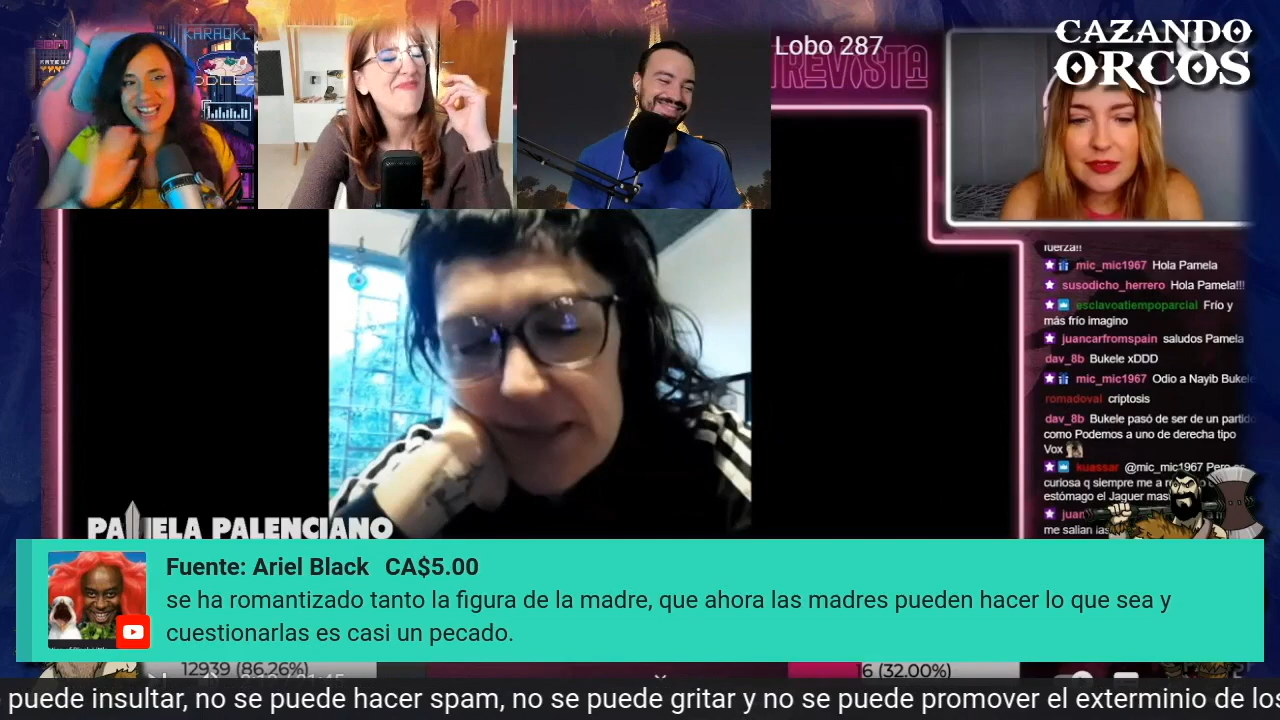 KARAOKE
Lobo 287
TREVISTA
CAZANDO
ORCOS
fuerza!!
mic_mic1967 Hola Pamela
susodicho_herrero Hola Pamela!!!
esclavoatiempoparcial Frío y
más frío imagino
juancarfromspain saludos Pamela
dav_8b Bukele xDDD
mic_mic1967 Odio a Nayib Bukele
romadoval criptosis
dav_8b Bukele pasó de ser de un partido
como Podemos a uno de derecha tipo
Vox
kuassar @mic_mic1967 Pero es
curiosa q siempre me a
estómago el Jaguer
juan
me salían las
PAMELA PALENCIANO
Fuente: Ariel Black CA$5.00
se ha romantizado tanto la figura de la madre, que ahora las madres pueden hacer lo que sea y
cuestionarlas es casi un pecado.
12939 (86.26%)
16 (32.00%)
puede insultar, no se puede hacer spam, no se puede gritar y no se puede promover el exterminio de los